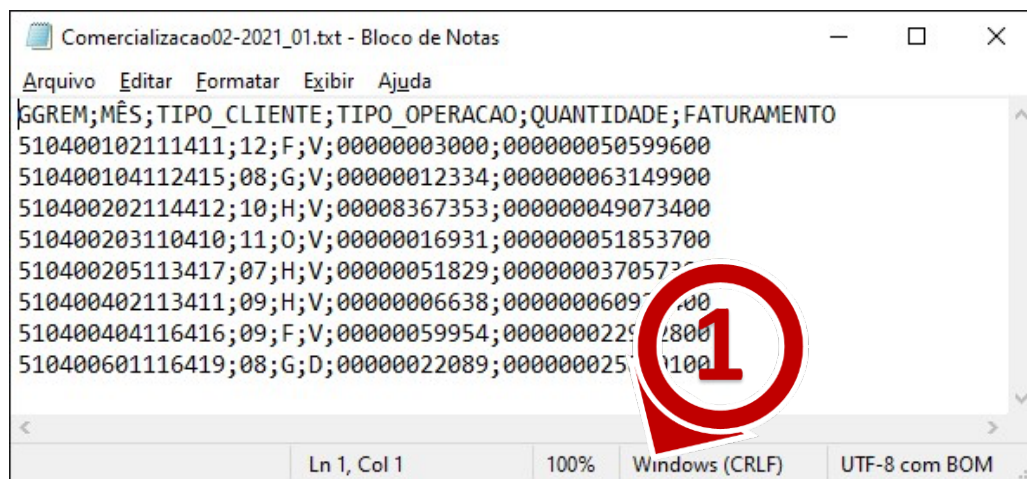 Comercializacao02-2021_01.txt - Bloco de Notas
Arquivo Editar Formatar Exibir Ajuda
GGREM;MÊS;TIPO_CLIENTE;TIPO_OPERACAO;QUANTIDADE;FATURAMENTO
510400102111411;12;F;V;00000003000;000000050599600
510400104112415;08;G;V;00000012334;000000063149900
510400202114412;10;H;V;00008367353;000000049073400
510400203110410;11;O;V;00000016931;000000051853700
510400205113417;07;H;V;00000051829;
510400402113411;09;H;V;00000006638;
510400404116416;09;F;V;00000059954;
510400601116419;08;G;D;00000022089;
1
Ln 1, Col 1 100% Windows (CRLF) UTF-8 com BOM